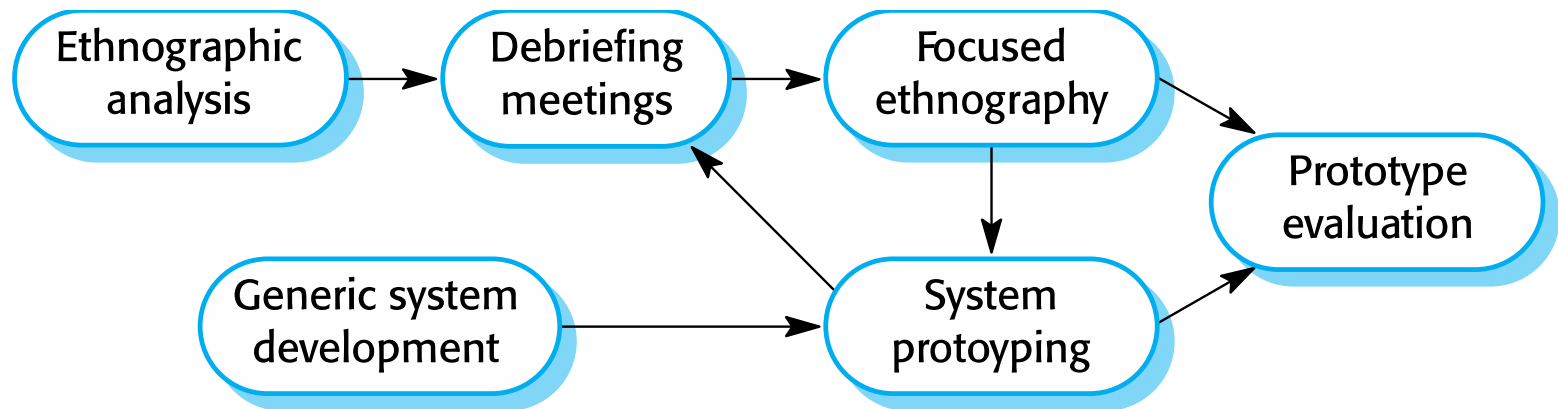 Ethnographic
analysis
Debriefing
meetings
Focused
ethnography
Prototype
evaluation
Generic system
development
System
protoyping